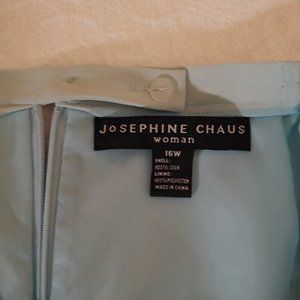 JOSEPHINE CHAUS
woman
16W
SHELL:
100% SILK
LINING:
100% POLYESTER
MADE IN CHINA